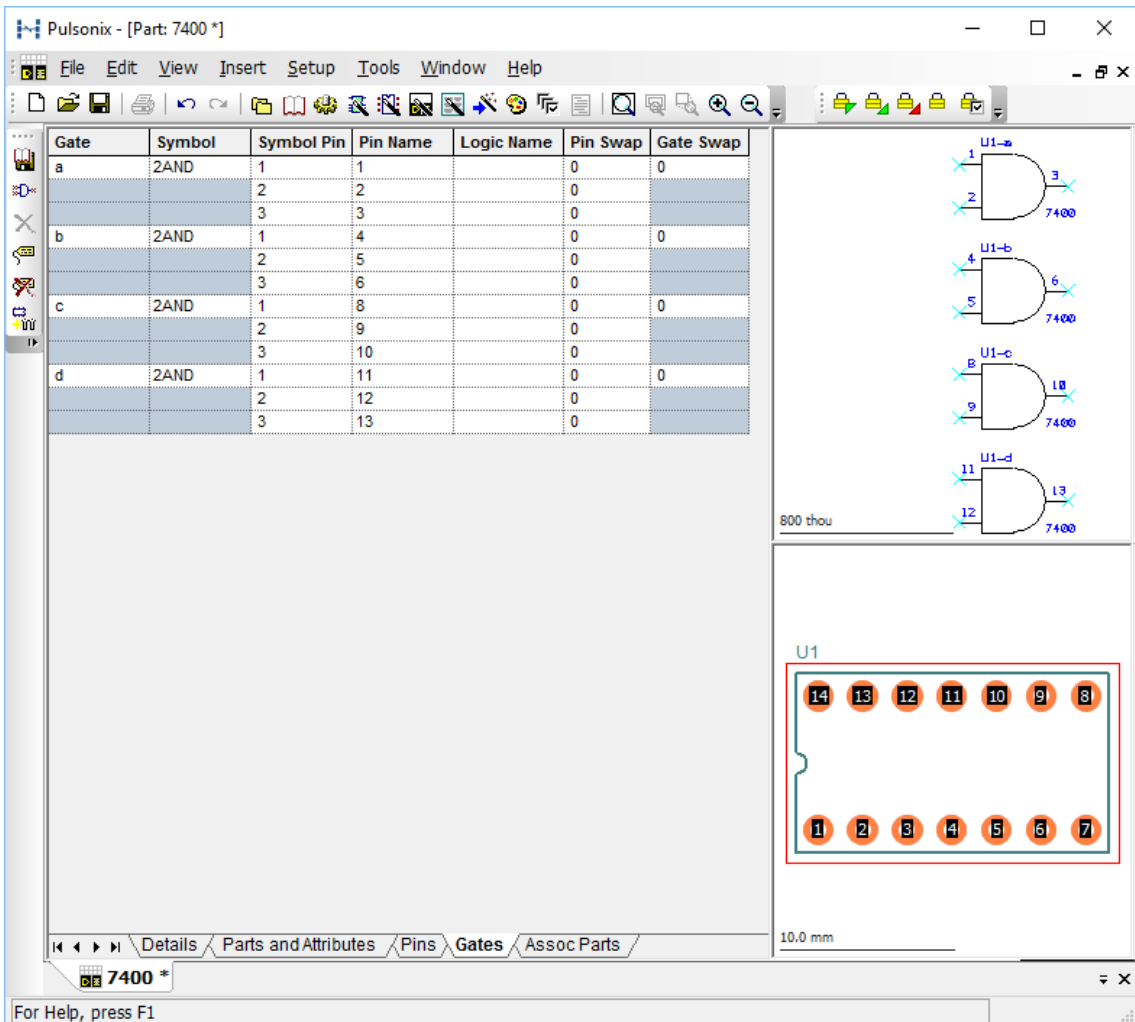 Pulsonix - [Part: 7400 *]
File Edit View Insert Setup Tools Window Help
Gate Symbol Symbol Pin Pin Name Logic Name Pin Swap Gate Swap
a 2AND 1 1 0 0
2 2 0
3 3 0
b 2AND 1 4 0 0
2 5 0
3 6 0
c 2AND 1 8 0 0
2 9 0
3 10 0
d 2AND 1 11 0 0
2 12 0
3 13 0
U1-a
1
3
2
7400
U1-b
4
6
5
7400
U1-c
8
10
9
7400
U1-d
11
13
12
7400
800 thou
U1
14 13 12 11 10 9 8
1 2 3 4 5 6 7
10.0 mm
Details Parts and Attributes Pins Gates Assoc Parts
7400 *
For Help, press F1